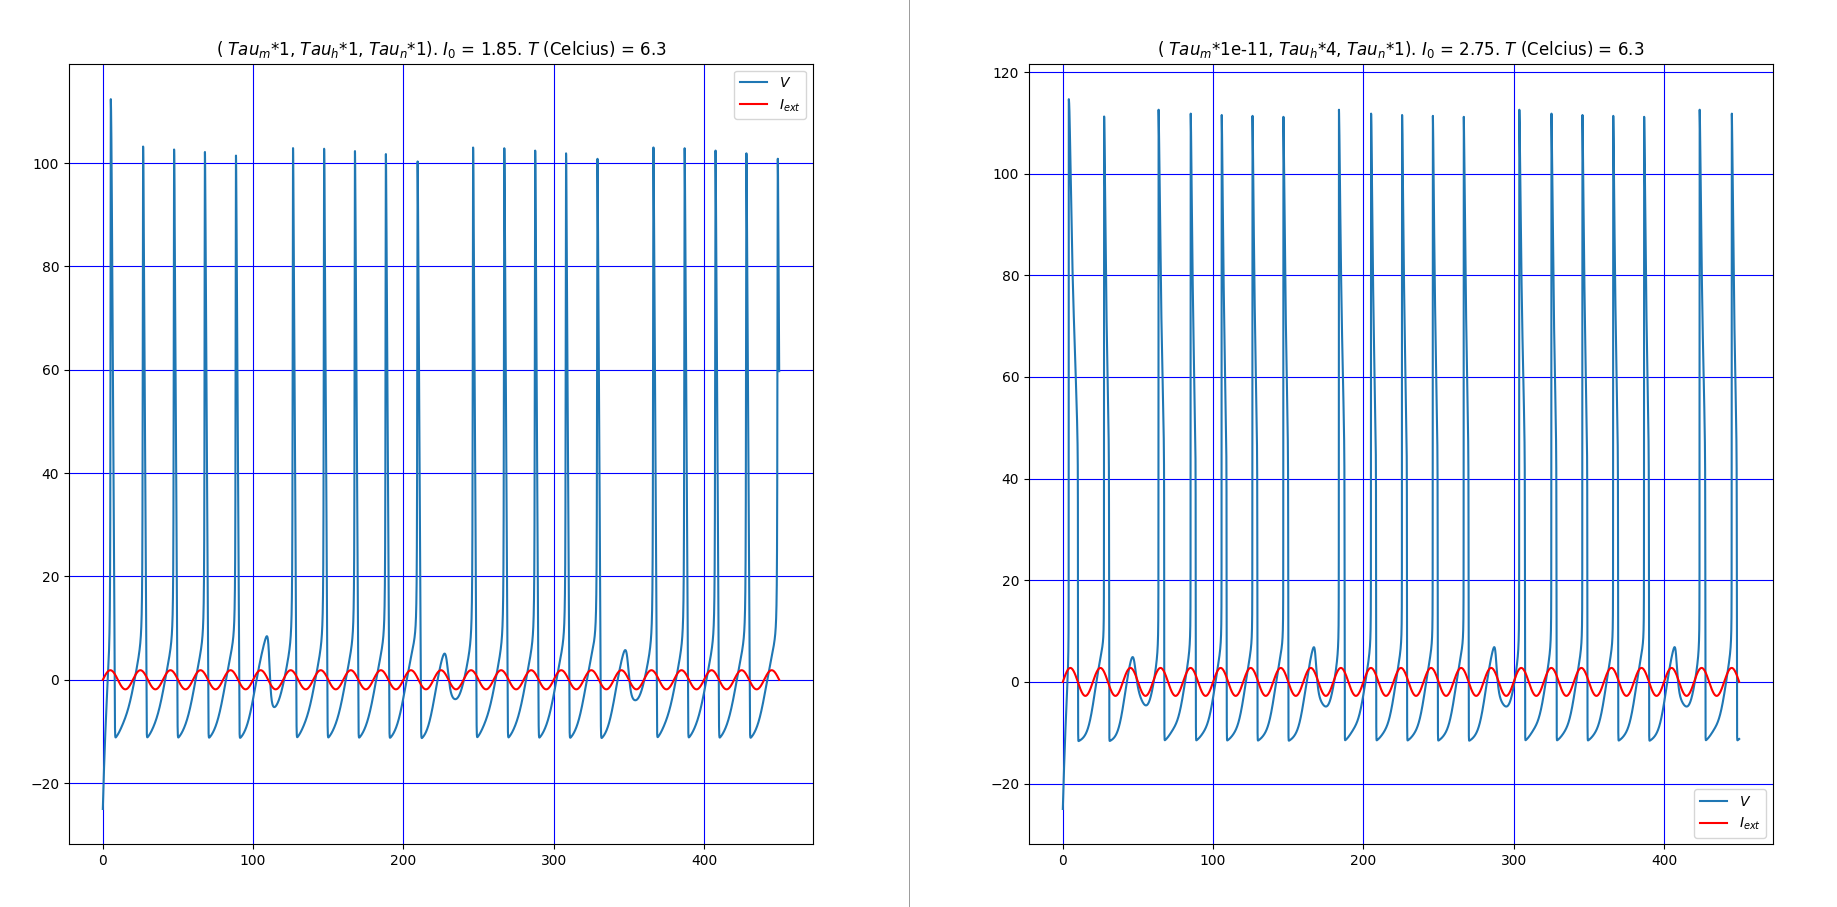 ( Tau_m*1, Tau_h*1, Tau_n*1). I_0 = 1.85. T (Celcius) = 6.3
V
I_ext
100
80
60
40
20
0
−20
0 100 200 300 400
( Tau_m*1e-11, Tau_h*4, Tau_n*1). I_0 = 2.75. T (Celcius) = 6.3
120
100
80
60
40
20
0
−20
V
I_ext
0 100 200 300 400